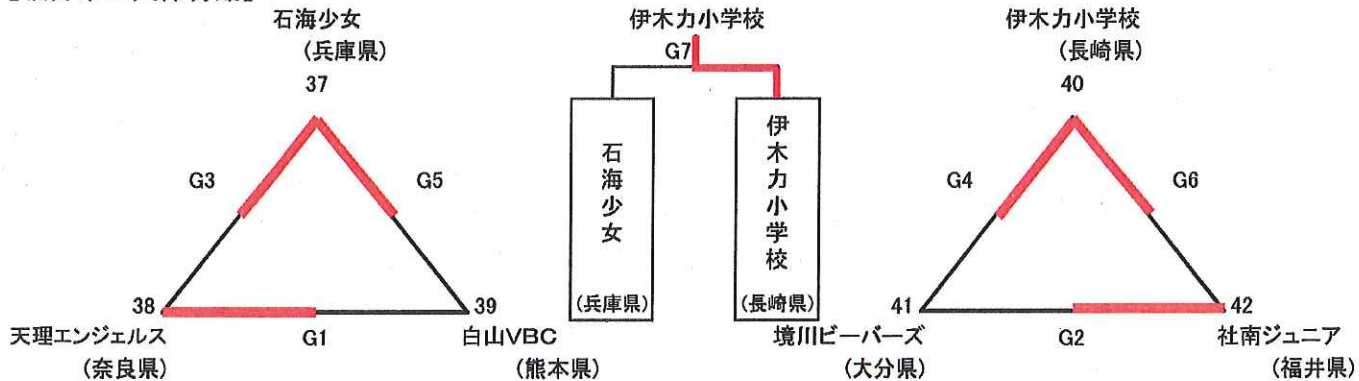 石海少女
(兵庫県)
37
G3
G5
38
39
天理エンジェルス
(奈良県)
G1
白山VBC
(熊本県)
伊木力小学校
G7
石海少女
(兵庫県)
伊木力小学校
(長崎県)
伊木力小学校
(長崎県)
40
G4
G6
41
42
境川ビーバーズ
(大分県)
G2
社南ジュニア
(福井県)